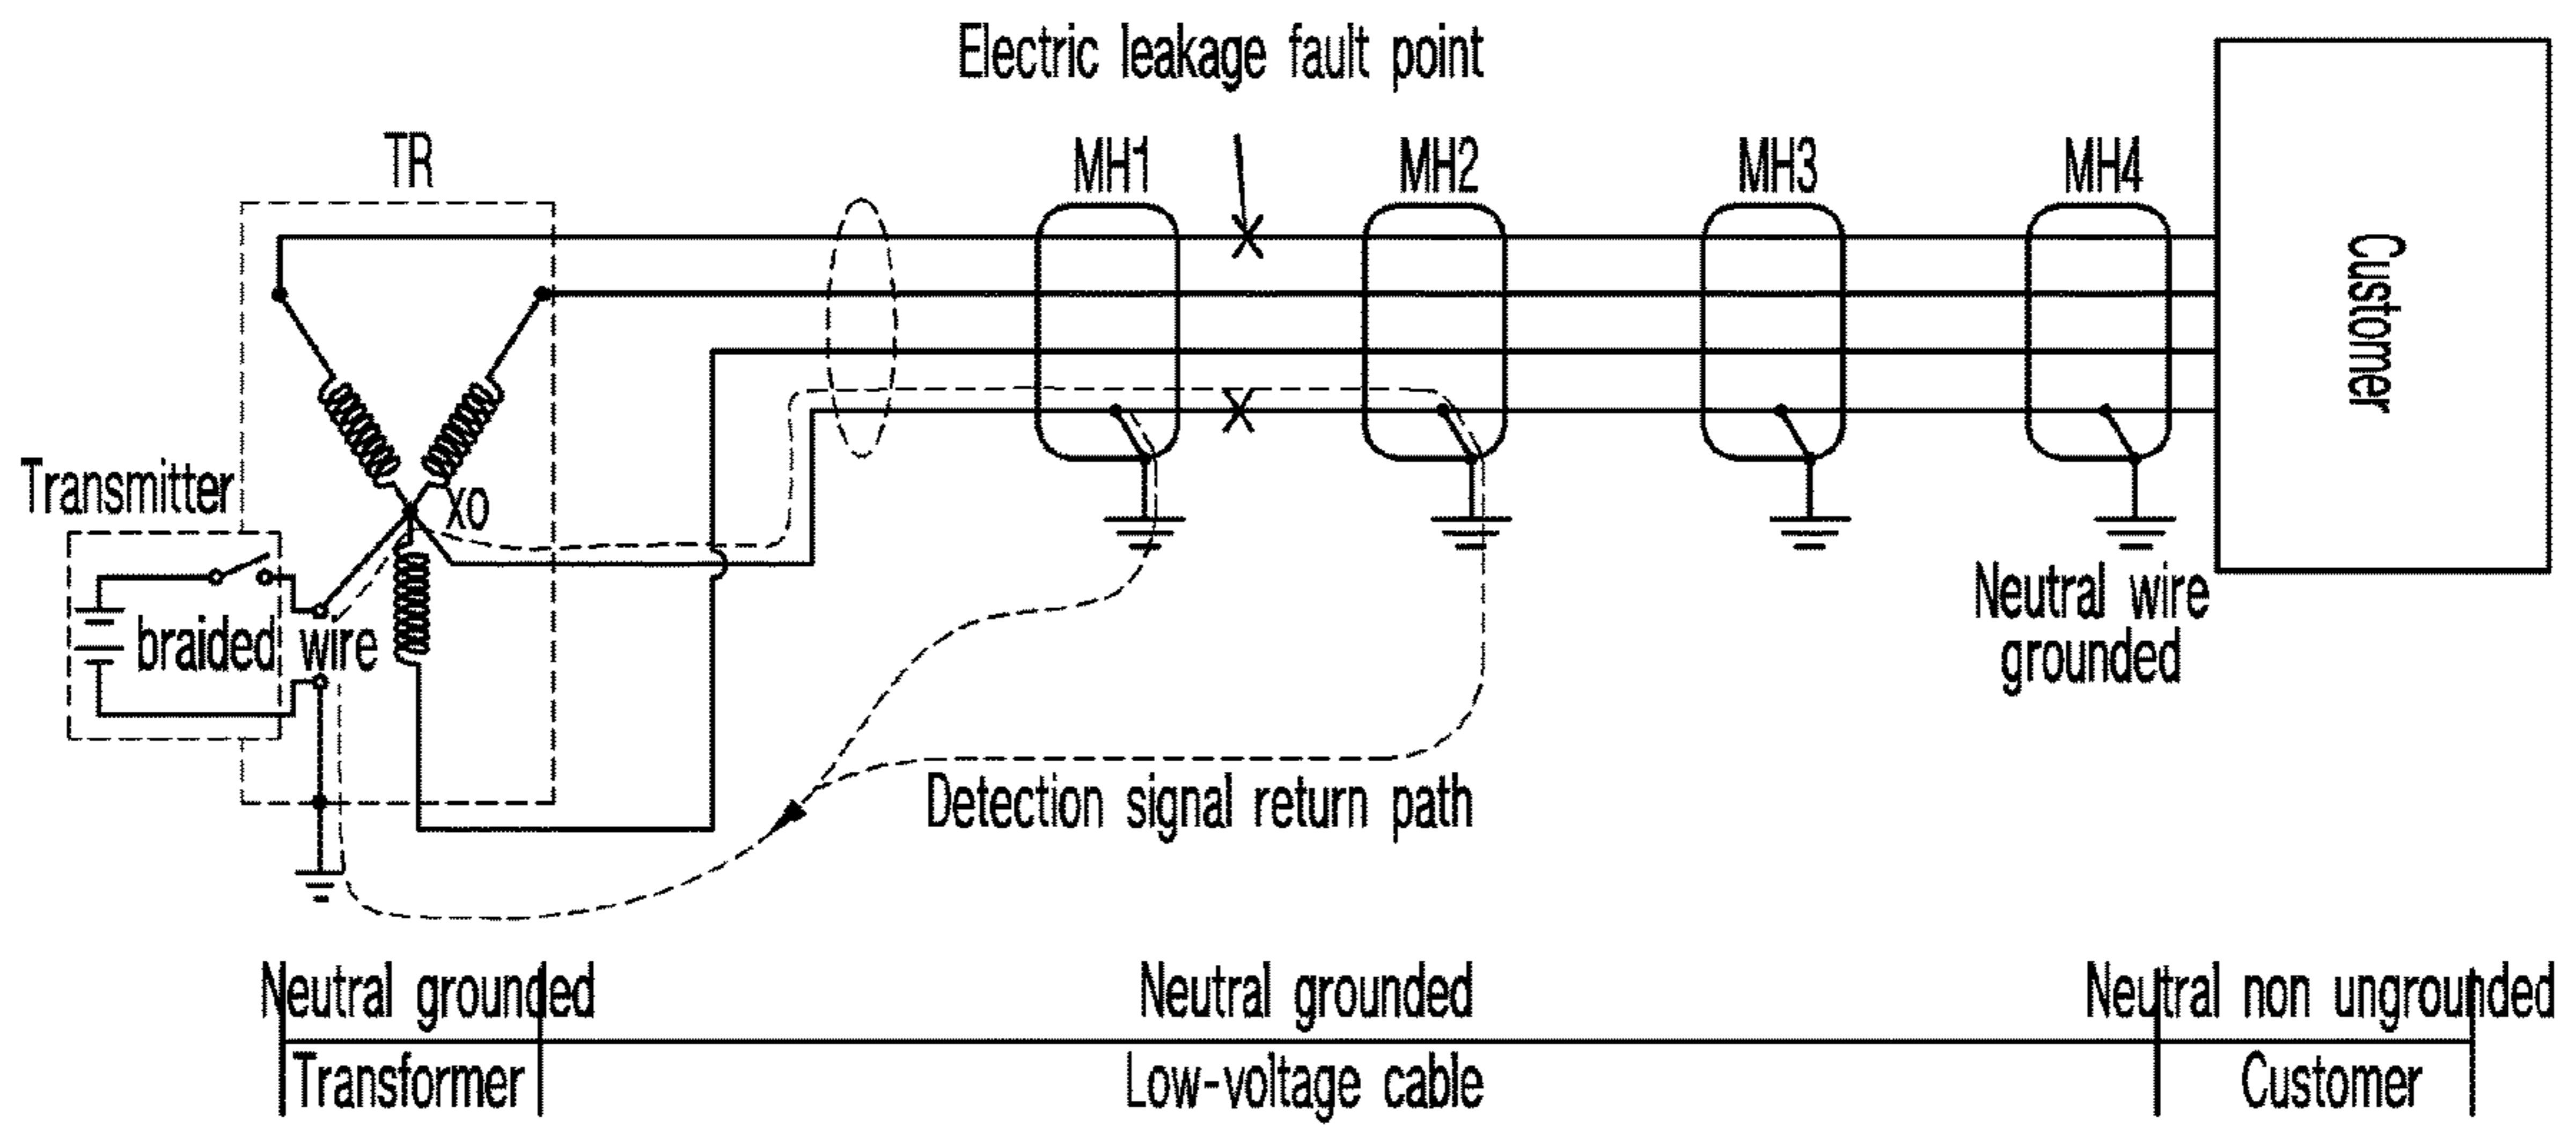 Electric leakage fault point
TR
MH1
MH2
MH3
MH4
Customer
Transmitter
X0
braided wire
Neutral wire
grounded
Detection signal return path
Neutral grounded
Neutral grounded
Neutral non ungrounded
Transformer
Low-voltage cable
Customer